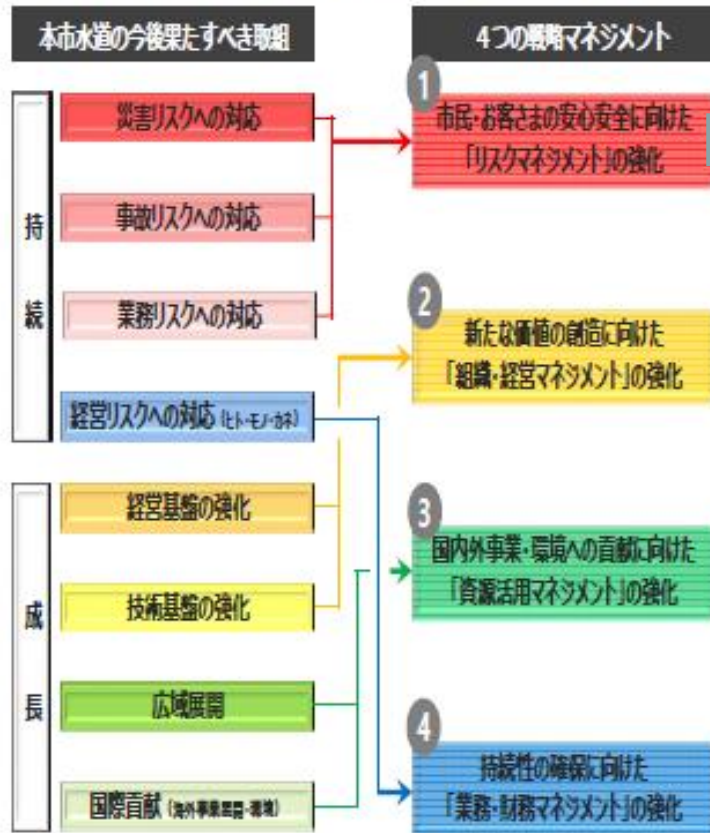 本市水道の今後果たすべき取組
持続
災害リスクへの対応
事故リスクへの対応
業務リスクへの対応
経営リスクへの対応(ヒト・モノ・カネ)
成長
経営基盤の強化
技術基盤の強化
広域展開
国際貢献(海外事業展開・環境)
4つの戦略マネジメント
1
市民・お客さまの安心安全に向けた
「リスクマネジメント」の強化
2
新たな価値の創造に向けた
「組織・経営マネジメント」の強化
3
国内外事業・環境への貢献に向けた
「資源活用マネジメント」の強化
4
持続性の確保に向けた
「業務・財務マネジメント」の強化